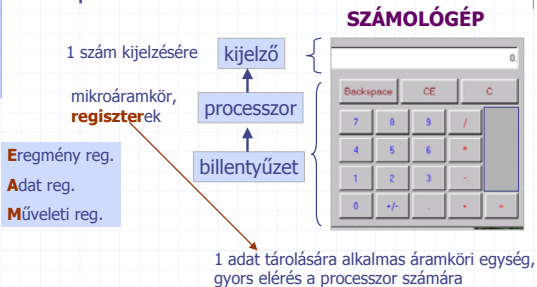 SZÁMOLÓGÉP
1 szám kijelzésére
kijelző
0.
mikroáramkör,
regiszterek
processzor
billentyűzet
Backspace CE C
7 8 9 /
4 5 6 *
1 2 3 -
0 +/- . + =
Eregmény reg.
Adat reg.
Műveleti reg.
1 adat tárolására alkalmas áramköri egység,
gyors elérés a processzor számára